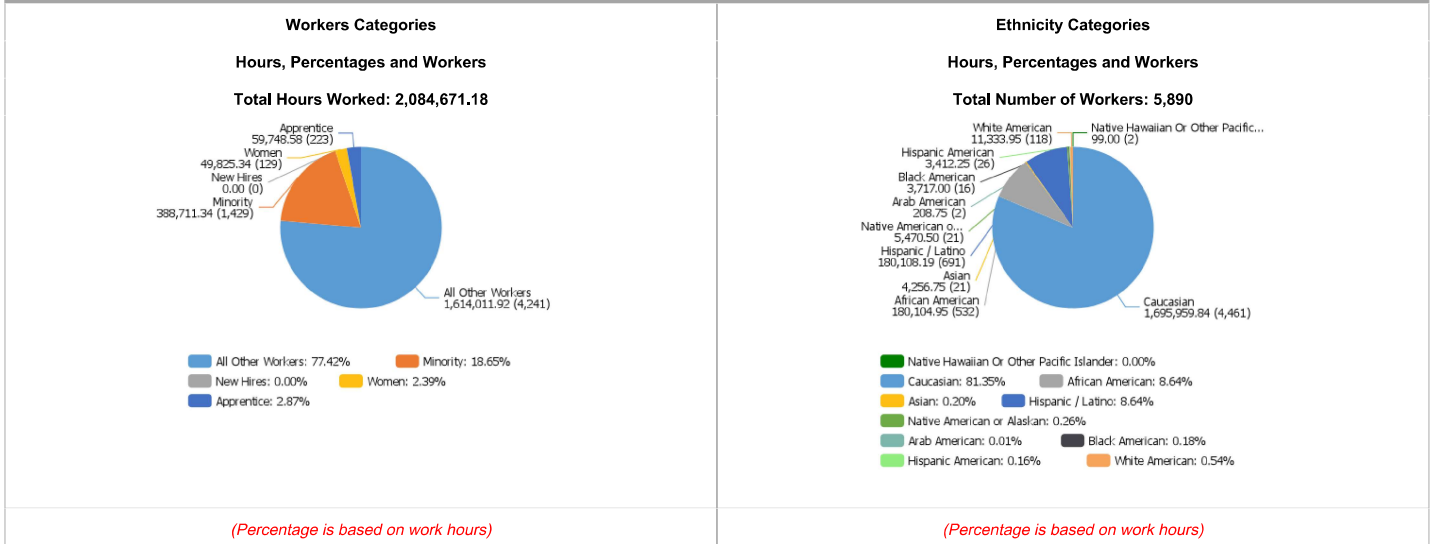 Workers Categories
Hours, Percentages and Workers
Total Hours Worked: 2,084,671.18
Apprentice
59,748.58 (223)
Women
49,825.34 (129)
New Hires
0.00 (0)
Minority
388,711.34 (1,429)
All Other Workers
1,614,011.92 (4,241)
All Other Workers: 77.42%
Minority: 18.65%
New Hires: 0.00%
Women: 2.39%
Apprentice: 2.87%
(Percentage is based on work hours)
Ethnicity Categories
Hours, Percentages and Workers
Total Number of Workers: 5,890
White American
11,333.95 (118)
Native Hawaiian Or Other Pacific...
99.00 (2)
Hispanic American
3,412.25 (26)
Black American
3,717.00 (16)
Arab American
208.75 (2)
Native American o...
5,470.50 (21)
Hispanic / Latino
180,108.19 (691)
Asian
4,256.75 (21)
African American
180,104.95 (532)
Caucasian
1,695,959.84 (4,461)
Native Hawaiian Or Other Pacific Islander: 0.00%
Caucasian: 81.35%
African American: 8.64%
Asian: 0.20%
Hispanic / Latino: 8.64%
Native American or Alaskan: 0.26%
Arab American: 0.01%
Black American: 0.18%
Hispanic American: 0.16%
White American: 0.54%
(Percentage is based on work hours)